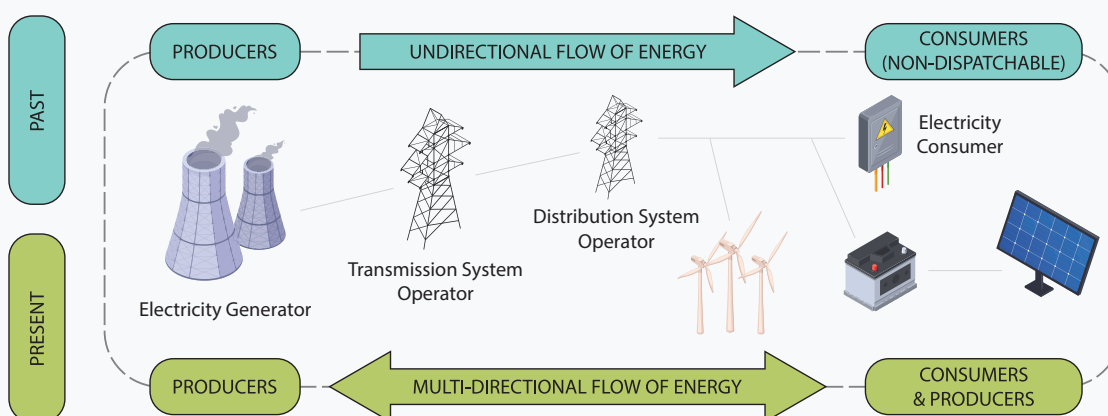 PAST
PRODUCERS
UNDIRECTIONAL FLOW OF ENERGY
CONSUMERS
(NON-DISPATCHABLE)
Electricity
Consumer
Distribution System
Operator
Transmission System
Operator
Electricity Generator
PRESENT
PRODUCERS
MULTI-DIRECTIONAL FLOW OF ENERGY
CONSUMERS
& PRODUCERS